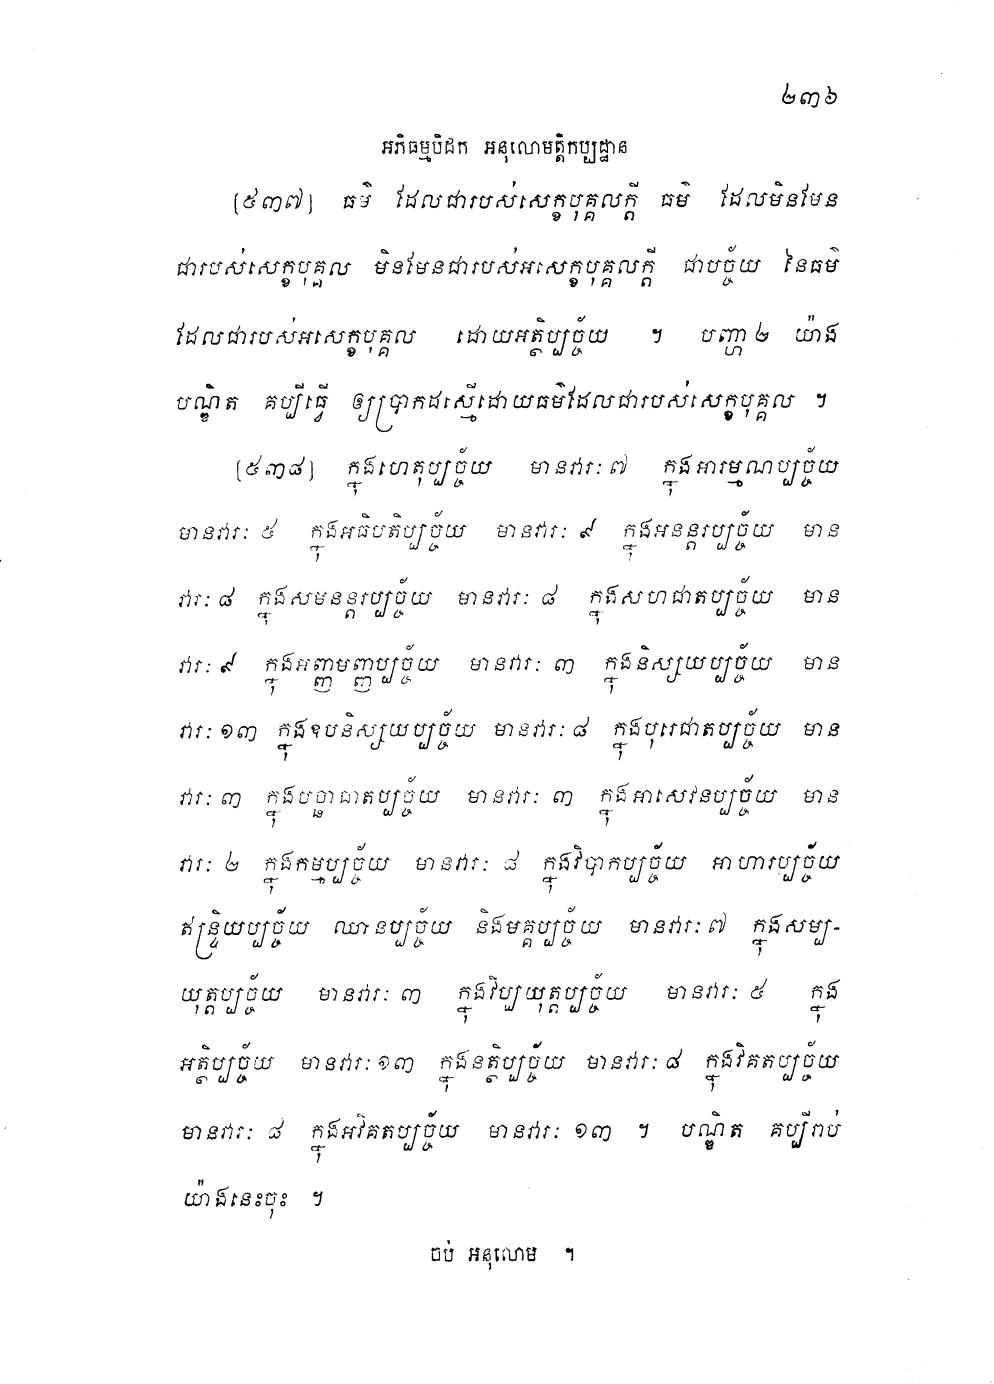 ២៣៦
អភិធម្មបិដក អនុលោមត្តិកប្បដ្ឋាន
[៥៣៧] ធម៌ ដែលជារបស់សេក្ខបុគ្គលក្តី ធម៌ ដែលមិនមែន
ជារបស់សេក្ខបុគ្គល មិនមែនជារបស់អសេក្ខបុគ្គលក្តី ជាបច្ច័យ នៃធម៌
ដែលជារបស់អសេក្ខបុគ្គល ដោយអត្ថិប្បច្ច័យ ។ បញ្ហា ២ យ៉ាង
បណ្ឌិត គប្បីធ្វើ ឲ្យប្រាកដស្មើដោយធម៌ដែលជារបស់សេក្ខបុគ្គល ។
[៥៣៨] ក្នុងហេតុប្បច្ច័យ មានវារៈ ៧ ក្នុងអារម្មណប្បច្ច័យ
មានវារៈ ៥ ក្នុងអធិបតិប្បច្ច័យ មានវារៈ ៩ ក្នុងអនន្តរប្បច្ច័យ មាន
វារៈ ៨ ក្នុងសមនន្តរប្បច្ច័យ មានវារៈ ៨ ក្នុងសហជាតប្បច្ច័យ មាន
វារៈ ៩ ក្នុងអញ្ញមញ្ញប្បច្ច័យ មានវារៈ ៣ ក្នុងនិស្សយប្បច្ច័យ មាន
វារៈ ១៣ ក្នុងឧបនិស្សយប្បច្ច័យ មានវារៈ ៨ ក្នុងបុរេជាតប្បច្ច័យ មាន
វារៈ ៣ ក្នុងបច្ឆាជាតប្បច្ច័យ មានវារៈ ៣ ក្នុងអាសេវនប្បច្ច័យ មាន
វារៈ ២ ក្នុងកម្មប្បច្ច័យ មានវារៈ ៨ ក្នុងវិបាកប្បច្ច័យ អាហារប្បច្ច័យ
ឥន្ទ្រិយប្បច្ច័យ ឈានប្បច្ច័យ និងមគ្គប្បច្ច័យ មានវារៈ ៧ ក្នុងសម្ប-
យុត្តប្បច្ច័យ មានវារៈ ៣ ក្នុងវិប្បយុត្តប្បច្ច័យ មានវារៈ ៥ ក្នុង
អត្ថិប្បច្ច័យ មានវារៈ ១៣ ក្នុងនត្ថិប្បច្ច័យ មានវារៈ ៨ ក្នុងវិគតប្បច្ច័យ
មានវារៈ ៨ ក្នុងអវិគតប្បច្ច័យ មានវារៈ ១៣ ។ បណ្ឌិត គប្បីរាប់
យ៉ាងនេះចុះ ។
ចប់ អនុលោម ។